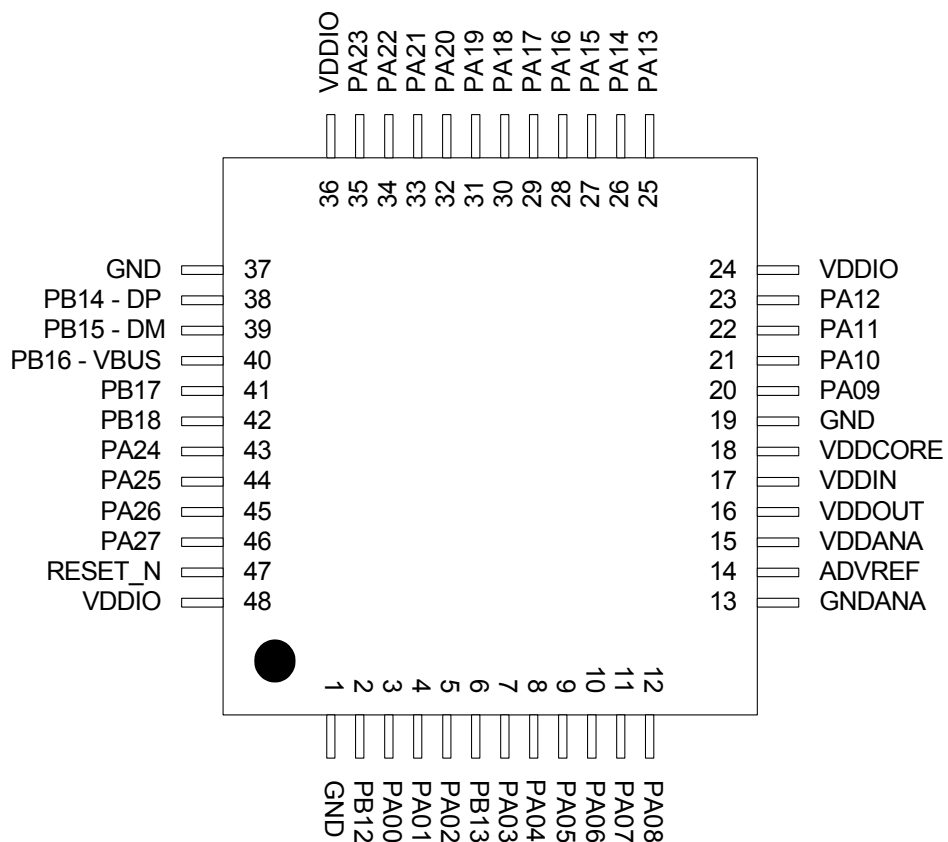 VDDIO PA23 PA22 PA21 PA20 PA19 PA18 PA17 PA16 PA15 PA14 PA13
36 35 34 33 32 31 30 29 28 27 26 25
GND 37 24 VDDIO
PB14 - DP 38 23 PA12
PB15 - DM 39 22 PA11
PB16 - VBUS 40 21 PA10
PB17 41 20 PA09
PB18 42 19 GND
PA24 43 18 VDDCORE
PA25 44 17 VDDIN
PA26 45 16 VDDOUT
PA27 46 15 VDDANA
RESET_N 47 14 ADVREF
VDDIO 48 13 GNDANA
1 2 3 4 5 6 7 8 9 10 11 12
GND PB12 PA00 PA01 PA02 PB13 PA03 PA04 PA05 PA06 PA07 PA08